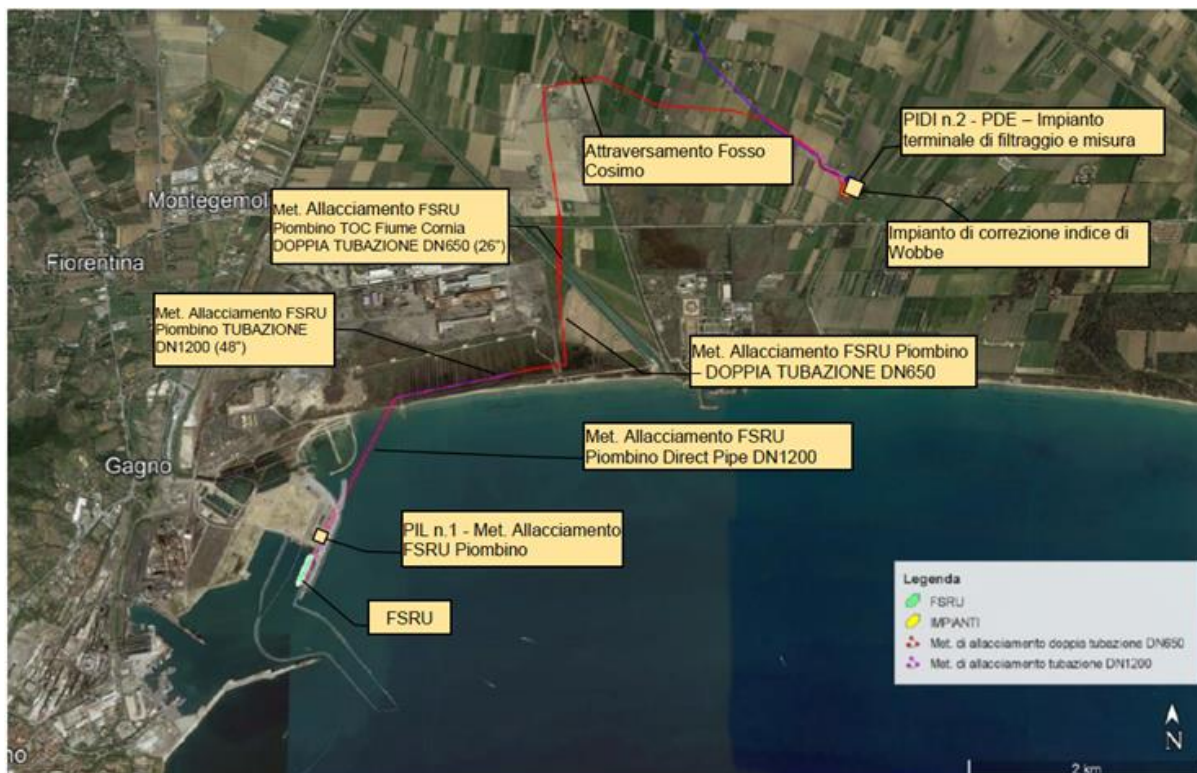 PIDI n.2 - PDE – Impianto
terminale di filtraggio e misura
Attraversamento Fosso
Cosimo
Montegemol
Met. Allacciamento FSRU
Piombino TOC Fiume Cornia
DOPPIA TUBAZIONE DN650 (26")
Impianto di correzione indice di
Wobbe
Fiorentina
Met. Allacciamento FSRU
Piombino TUBAZIONE
DN1200 (48")
Met. Allacciamento FSRU Piombino
– DOPPIA TUBAZIONE DN650
Met. Allacciamento FSRU
Piombino Direct Pipe DN1200
Gagno
PIL n.1 - Met. Allacciamento
FSRU Piombino
FSRU
Legenda
FSRU
IMPIANTI
Met. di allacciamento doppia tubazione DN650
Met. di allacciamento tubazione DN1200
N
no
2 km